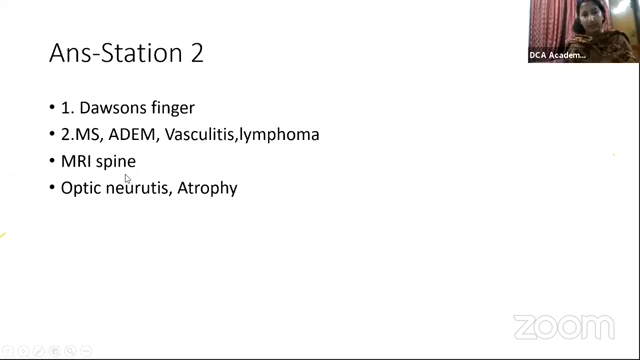 DCA Academ...
Ans-Station 2
• 1. Dawsons finger
• 2.MS, ADEM, Vasculitis,lymphoma
• MRI spine
• Optic neurutis, Atrophy
zoom